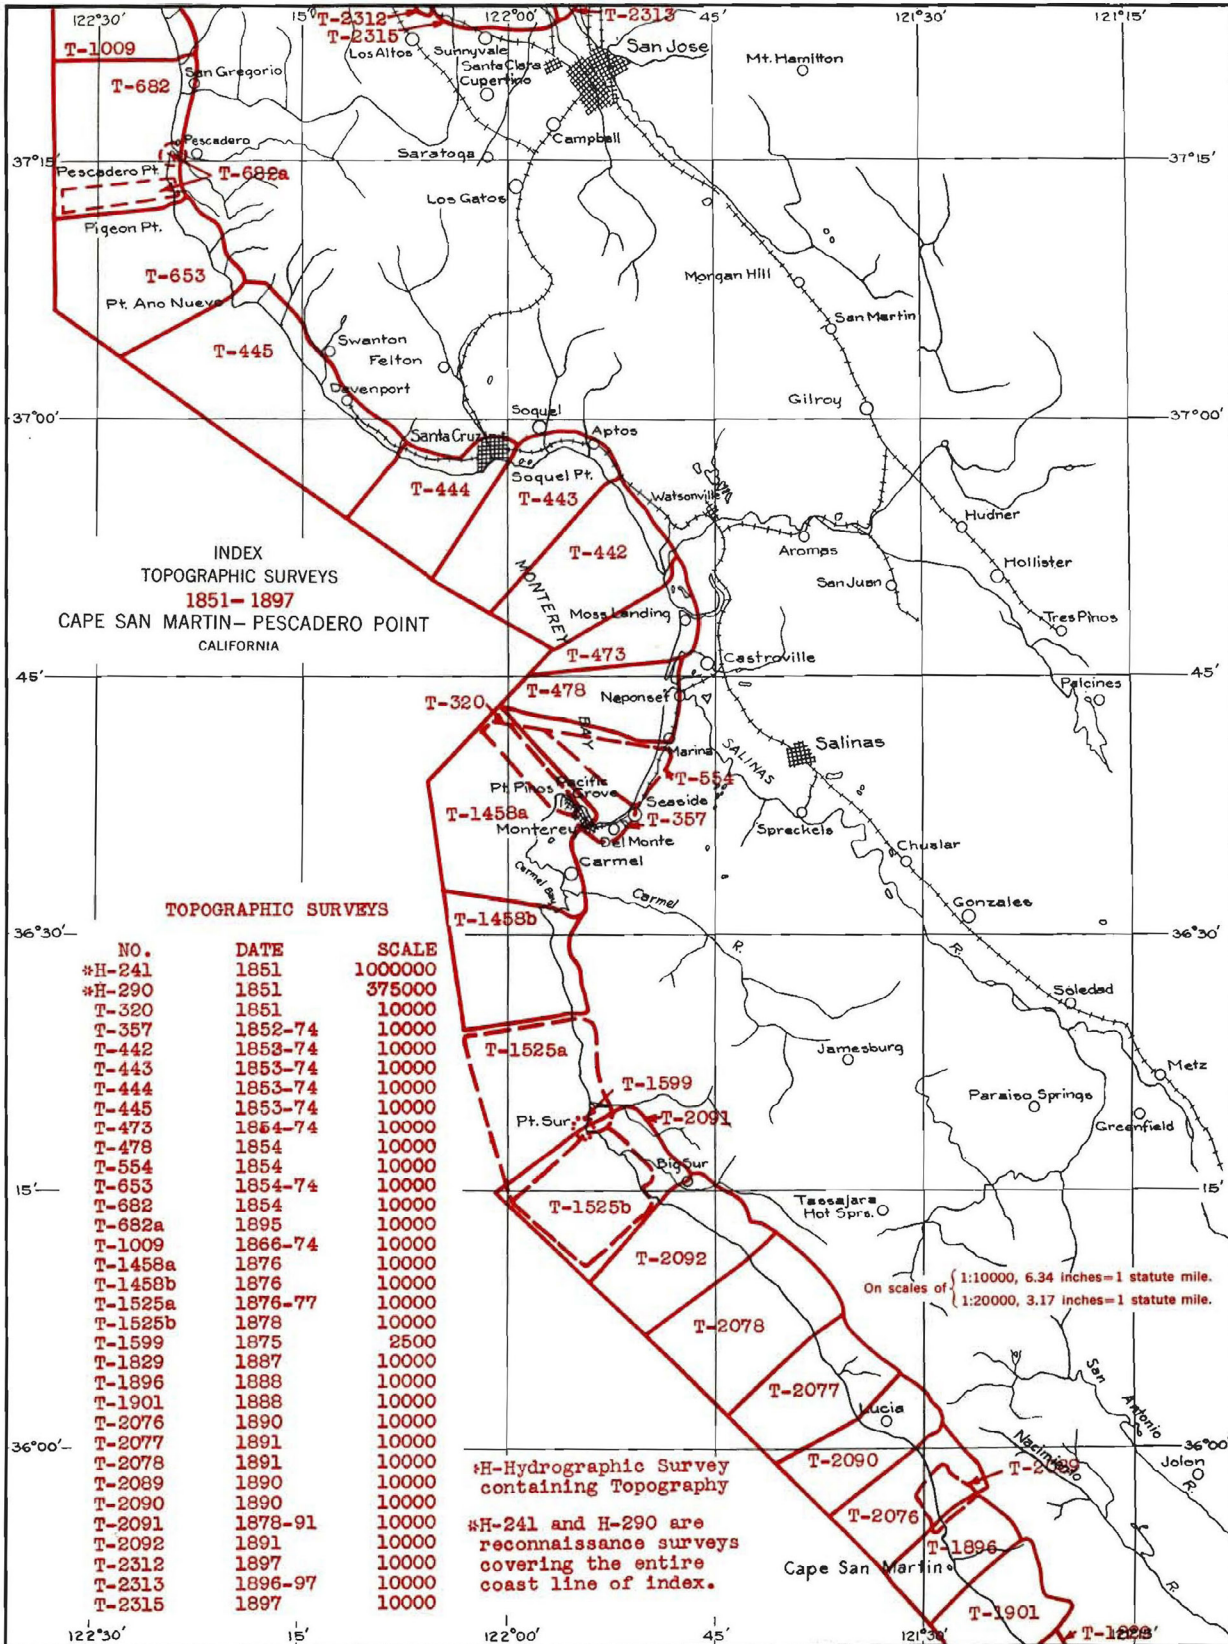 122°30′ 15′ 122°00′ 45′ 121°30′ 121°15′
T-2312
T-2313
T-2315
T-1009
Los Altos
Sunnyvale
San Jose
Santa Clara
Cupertino
Mt. Hamilton
San Gregorio
T-682
Campbell
Pescadero
Saratoga
37°15′
37°15′
Pescadero Pt.
T-682a
Los Gatos
Pigeon Pt.
T-653
Morgan Hill
Pt. Ano Nuevo
San Martin
T-445
Swanton
Felton
Davenport
Gilroy
37°00′
37°00′
Soquel
Santa Cruz
Aptos
Soquel Pt.
T-444
T-443
Watsonville
Hudner
T-442
Aromas
INDEX
TOPOGRAPHIC SURVEYS
1851-1897
CAPE SAN MARTIN-PESCADERO POINT
CALIFORNIA
San Juan
Hollister
MONTEREY
BAY
Moss Landing
Tres Pinos
T-473
Castroville
45′
45′
T-478
Neponset
Palcines
T-320
Marina
SALINAS
Salinas
T-554
Pt. Pinos
Pacific
Grove
Seaside
T-1458a
T-357
Monterey
Del Monte
Spreckels
Chualar
Carmel
Carmel Bay
Carmel
R.
Gonzales
T-1458b
36°30′
36°30′
R.
Soledad
T-1525a
Jamesburg
Metz
T-1599
Paraiso Springs
Pt. Sur
T-2091
Greenfield
Big Sur
15′
15′
T-1525b
Tassajara
Hot Sprs.
T-2092
On scales of { 1:10000, 6.34 inches=1 statute mile.
1:20000, 3.17 inches=1 statute mile.
T-2078
T-2077
San Antonio
R.
Lucia
Nacimiento
R.
36°00′
36°00′
T-2090
T-2089
Jolon
T-2076
T-1896
Cape San Martin
T-1901
T-1829
TOPOGRAPHIC SURVEYS
NO. DATE SCALE
*H-241 1851 1000000
*H-290 1851 375000
T-320 1851 10000
T-357 1852-74 10000
T-442 1853-74 10000
T-443 1853-74 10000
T-444 1853-74 10000
T-445 1853-74 10000
T-473 1854-74 10000
T-478 1854 10000
T-554 1854 10000
T-653 1854-74 10000
T-682 1854 10000
T-682a 1895 10000
T-1009 1866-74 10000
T-1458a 1876 10000
T-1458b 1876 10000
T-1525a 1876-77 10000
T-1525b 1878 10000
T-1599 1875 2500
T-1829 1887 10000
T-1896 1888 10000
T-1901 1888 10000
T-2076 1890 10000
T-2077 1891 10000
T-2078 1891 10000
T-2089 1890 10000
T-2090 1890 10000
T-2091 1878-91 10000
T-2092 1891 10000
T-2312 1897 10000
T-2313 1896-97 10000
T-2315 1897 10000
*H-Hydrographic Survey
containing Topography
*H-241 and H-290 are
reconnaissance surveys
covering the entire
coast line of index.
122°30′ 15′ 122°00′ 45′ 121°30′ 121°15′